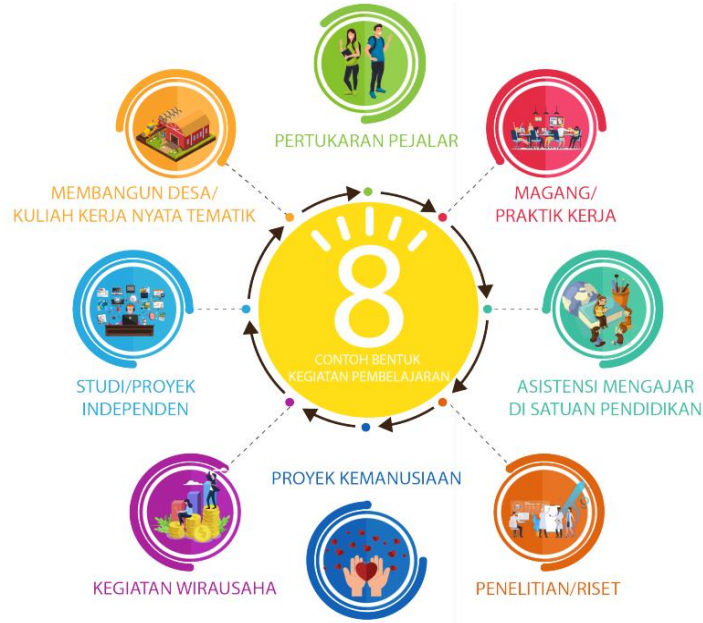 PERTUKARAN PEJALAR
MAGANG/
PRAKTIK KERJA
ASISTENSI MENGAJAR
DI SATUAN PENDIDIKAN
PENELITIAN/RISET
PROYEK KEMANUSIAAN
KEGIATAN WIRAUSAHA
STUDI/PROYEK
INDEPENDEN
MEMBANGUN DESA/
KULIAH KERJA NYATA TEMATIK
8
CONTOH BENTUK
KEGIATAN PEMBELAJARAN